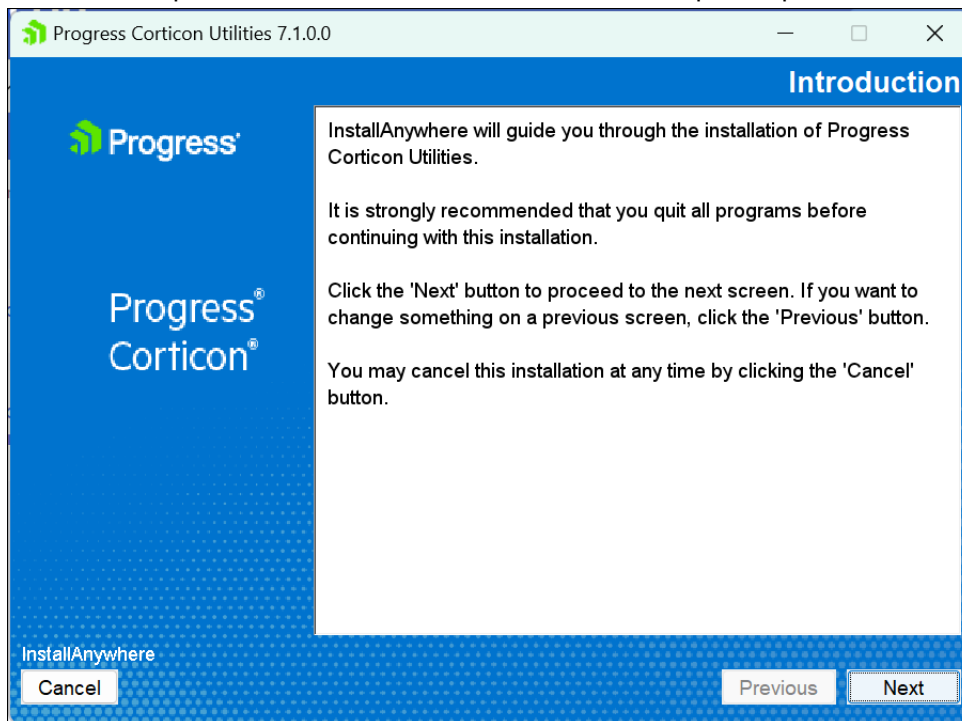 Progress Corticon Utilities 7.1.0.0
Introduction
Progress
InstallAnywhere will guide you through the installation of Progress
Corticon Utilities.
It is strongly recommended that you quit all programs before
continuing with this installation.
Click the 'Next' button to proceed to the next screen. If you want to
change something on a previous screen, click the 'Previous' button.
You may cancel this installation at any time by clicking the 'Cancel'
button.
Progress®
Corticon®
InstallAnywhere
Cancel
Previous
Next